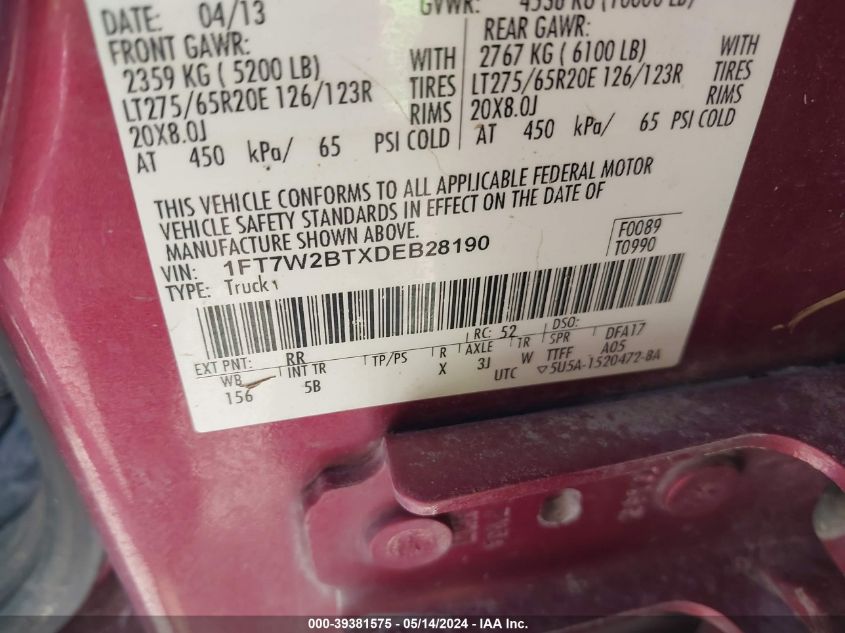 DATE: 04/13
GVWR: 4536 KG (10000 LB)
FRONT GAWR:
2359 KG ( 5200 LB)
LT275/65R20E 126/123R
20X8.0J
WITH
TIRES
RIMS
AT 450 kPa/ 65 PSI COLD
REAR GAWR:
2767 KG ( 6100 LB)
LT275/65R20E 126/123R
20X8.0J
WITH
TIRES
RIMS
AT 450 kPa/ 65 PSI COLD
THIS VEHICLE CONFORMS TO ALL APPLICABLE FEDERAL MOTOR
VEHICLE SAFETY STANDARDS IN EFFECT ON THE DATE OF
MANUFACTURE SHOWN ABOVE.
VIN: 1FT7W2BTXDEB28190
TYPE: Truck
F0089
T0990
EXT PNT: RR
RC: 52
DSO:
WB
156
INT TR
5B
TP/PS
R
X
AXLE
3J
TR
W
SPR
TTFF
DFA17
A05
UTC
▽5U5A-1520472-BA
000-39381575 — 05/14/2024 — IAA Inc.